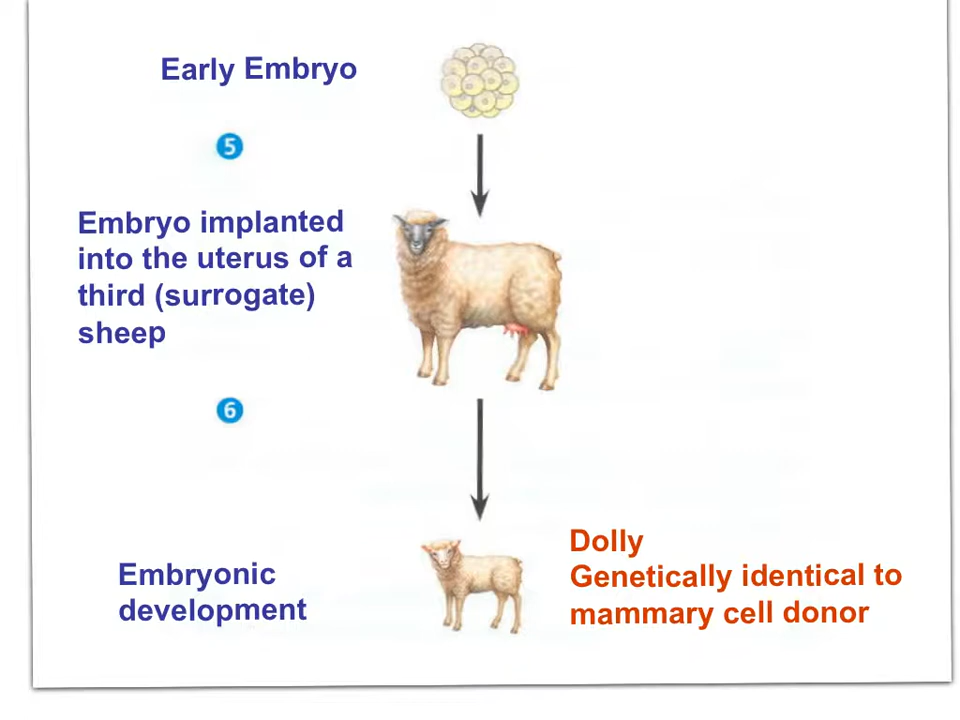 Early Embryo
5
Embryo implanted
into the uterus of a
third (surrogate)
sheep
6
Embryonic
development
Dolly
Genetically identical to
mammary cell donor